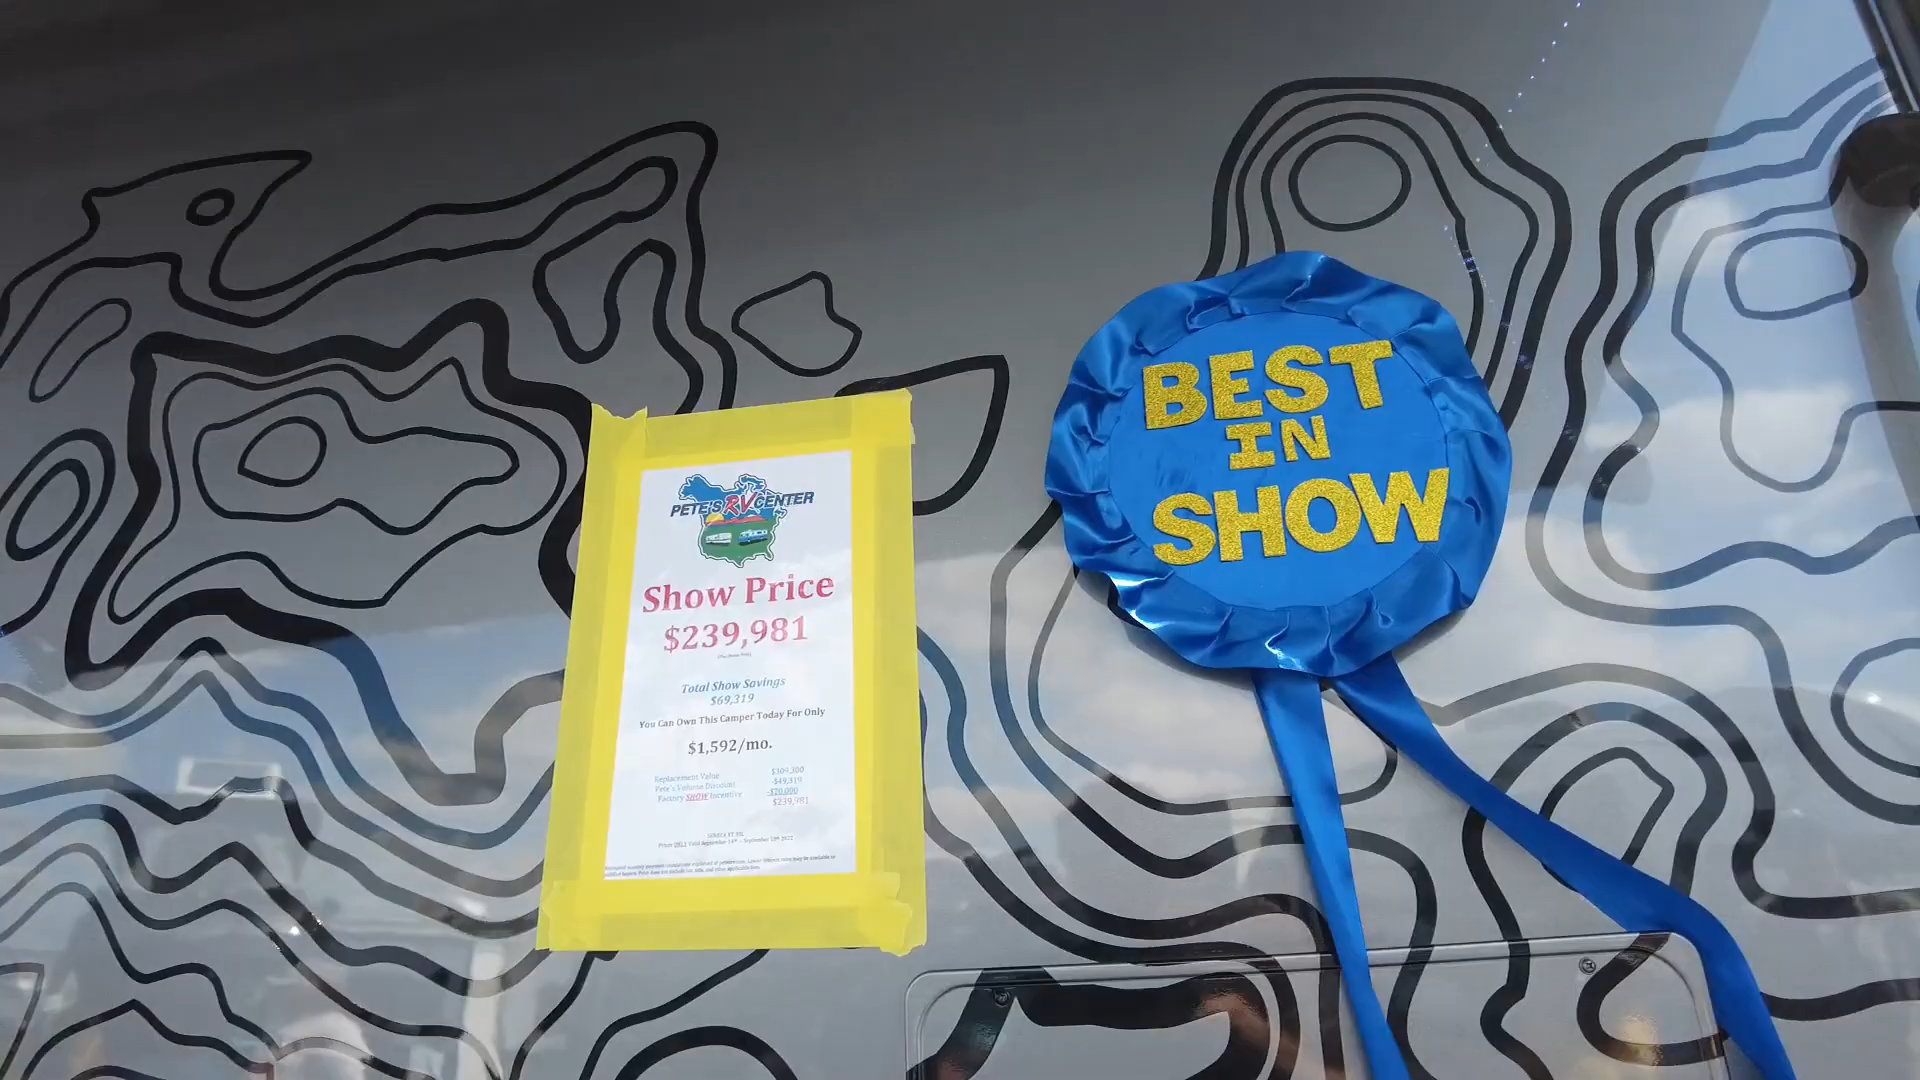 PETE'S RV CENTER
Show Price
$239,981
Total Show Savings
$69,319
You Can Own This Camper Today For Only
$1,592/mo.
Replacement Value $309,300
Pete's Volume Discount -$49,319
Factory SHOW Incentive -$20,000
$239,981
BEST
IN
SHOW